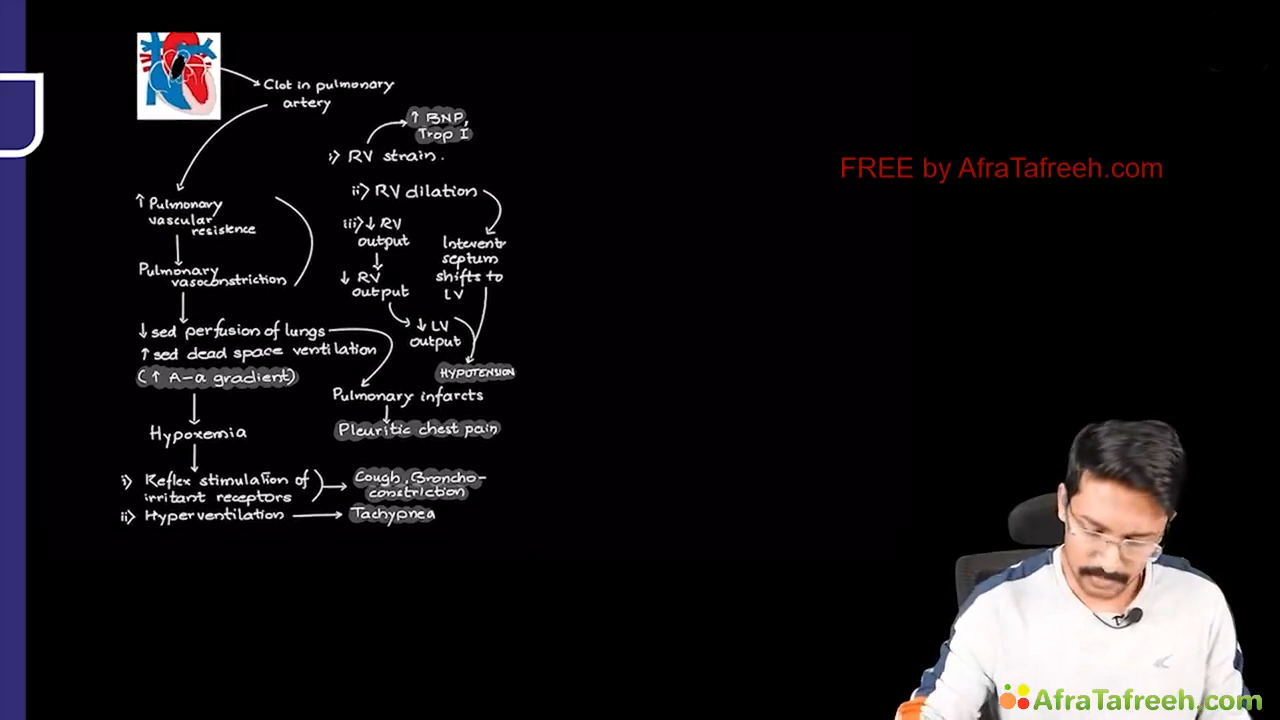 Clot in pulmonary
artery
↑ BNP,
Trop I
i> RV strain.
ii> RV dilation
iii> ↓ RV
output
↓ RV
output
Intevent
septum
shifts to
LV
↓ LV
output
HYPOTENSION
↑ Pulmonary
vascular
resistence
Pulmonary
vasoconstriction
↓ sed perfusion of lungs
↑ sed dead space ventilation
(↑ A-a gradient)
Pulmonary infarcts
Pleuritic chest pain
Hypoxemia
i> Reflex stimulation of
irritant receptors
Cough, Broncho-
constriction
ii> Hyperventilation
Tachypnea
FREE by AfraTafreeh.com
AfraTafreeh.com